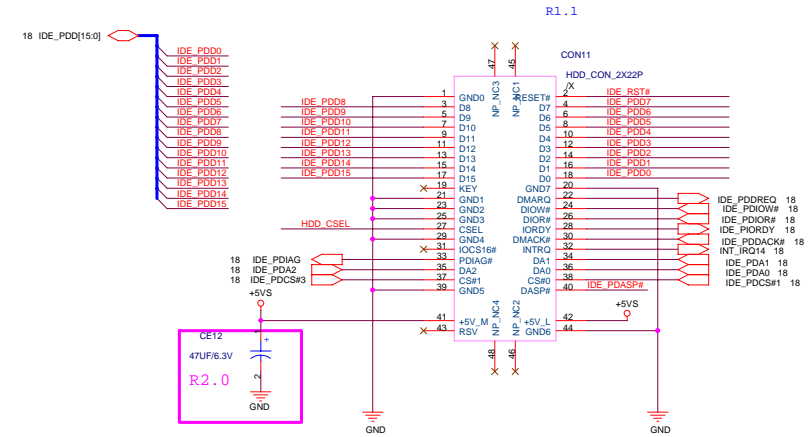 R1.1
18 IDE_PDD[15:0]
IDE_PDD0
IDE_PDD1
IDE_PDD2
IDE_PDD3
IDE_PDD4
IDE_PDD5
IDE_PDD6
IDE_PDD7
IDE_PDD8
IDE_PDD9
IDE_PDD10
IDE_PDD11
IDE_PDD12
IDE_PDD13
IDE_PDD14
IDE_PDD15
CON11
HDD_CON_2X22P
/X
47 45
NP_NC3 NP_NC1
1 GND0 RESET# 2 IDE_RST#
IDE_PDD8 3 D8 D7 4 IDE_PDD7
IDE_PDD9 5 D9 D6 6 IDE_PDD6
IDE_PDD10 7 D10 D5 8 IDE_PDD5
IDE_PDD11 9 D11 D4 10 IDE_PDD4
IDE_PDD12 11 D12 D3 12 IDE_PDD3
IDE_PDD13 13 D13 D2 14 IDE_PDD2
IDE_PDD14 15 D14 D1 16 IDE_PDD1
IDE_PDD15 17 D15 D0 18 IDE_PDD0
19 KEY GND7 20
21 GND1 DMARQ 22 IDE_PDDREQ 18
23 GND2 DIOW# 24 IDE_PDIOW# 18
25 GND3 DIOR# 26 IDE_PDIOR# 18
HDD_CSEL 27 CSEL IORDY 28 IDE_PIORDY 18
29 GND4 DMACK# 30 IDE_PDDACK# 18
31 IOCS16# INTRQ 32 INT_IRQ14 18
18 IDE_PDIAG 33 PDIAG# DA1 34 IDE_PDA1 18
18 IDE_PDA2 35 DA2 DA0 36 IDE_PDA0 18
18 IDE_PDCS#3 37 CS#1 CS#0 38 IDE_PDCS#1 18
39 GND5 DASP# 40 IDE_PDASP#
+5VS
+5VS
41 +5V_M +5V_L 42
43 RSV GND6 44
NP_NC4 NP_NC2
48 46
CE12
1
+
47UF/6.3V
2
R2.0
GND
GND
GND